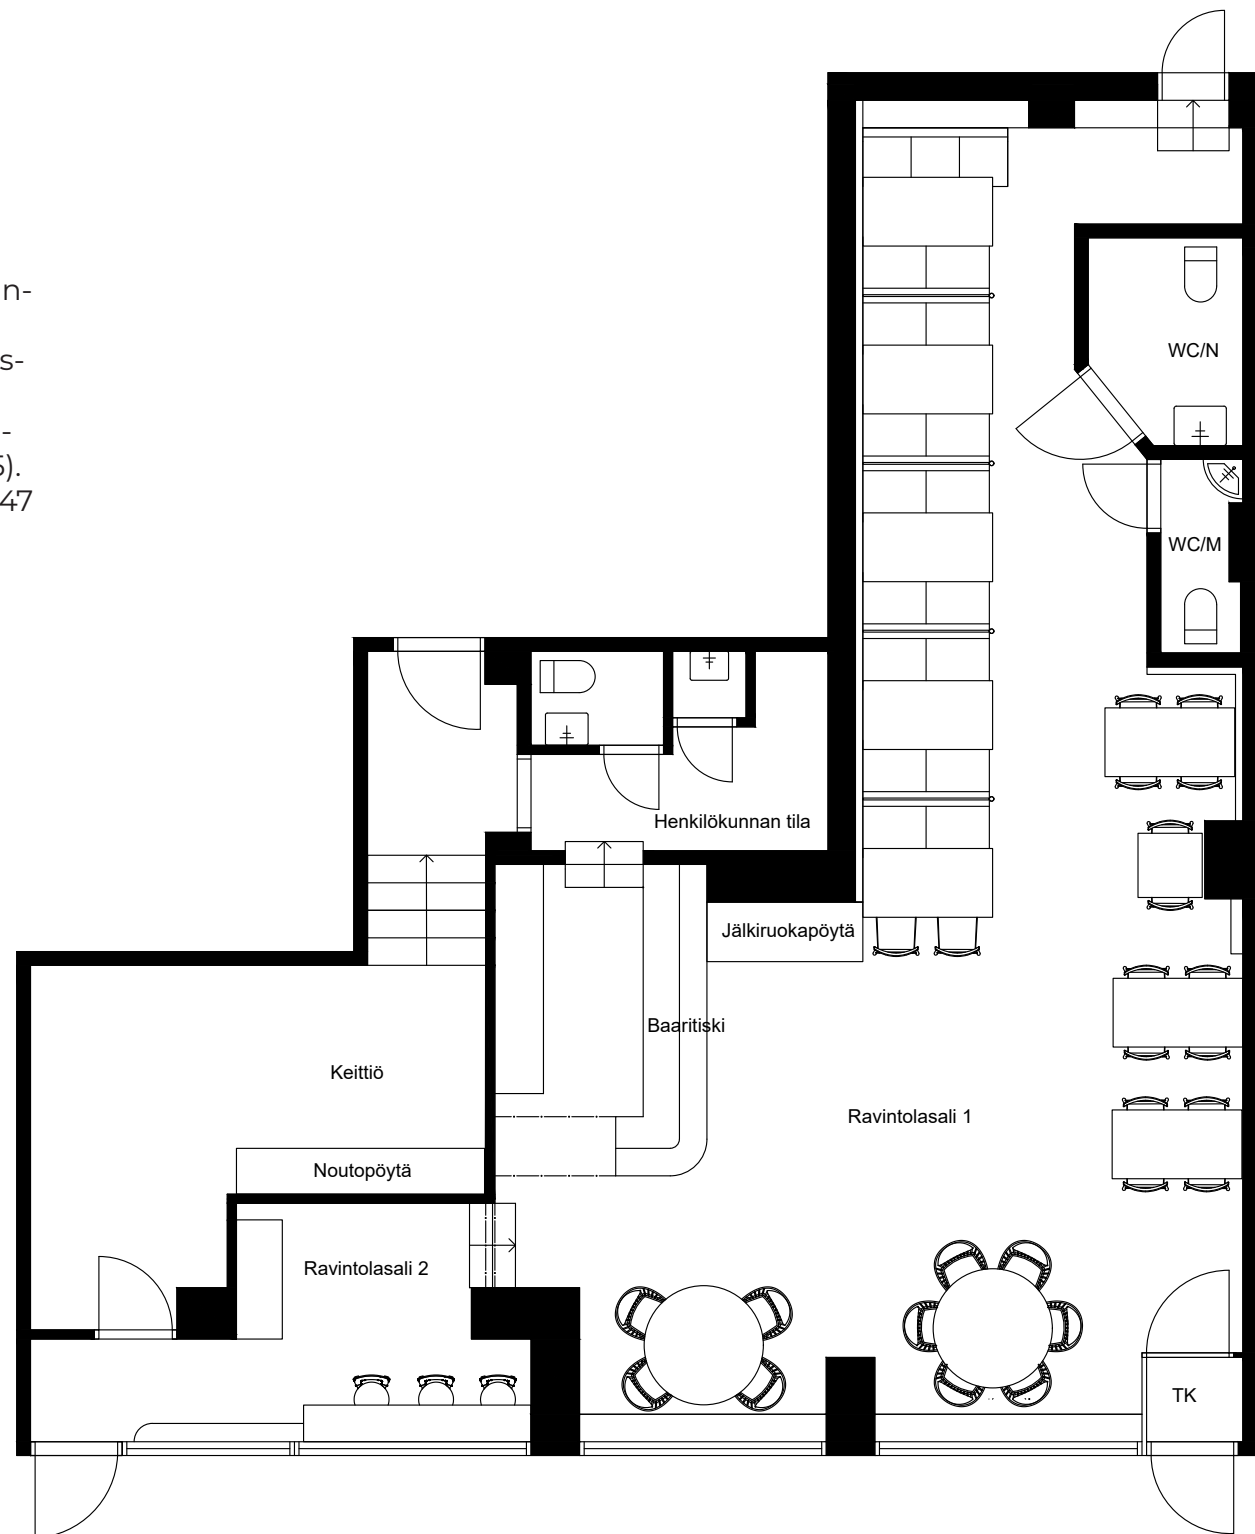 n-
s-
-
5).
47
WC/N
WC/M
Henkilökunnan tila
Jälkiruokapöytä
Baaritiski
Keittiö
Ravintolasali 1
Noutopöytä
Ravintolasali 2
TK